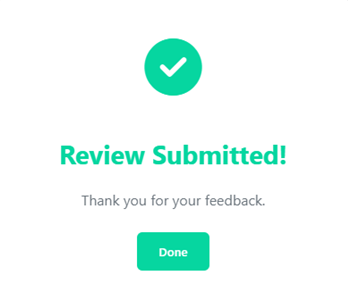 Review Submitted!
Thank you for your feedback.
Done